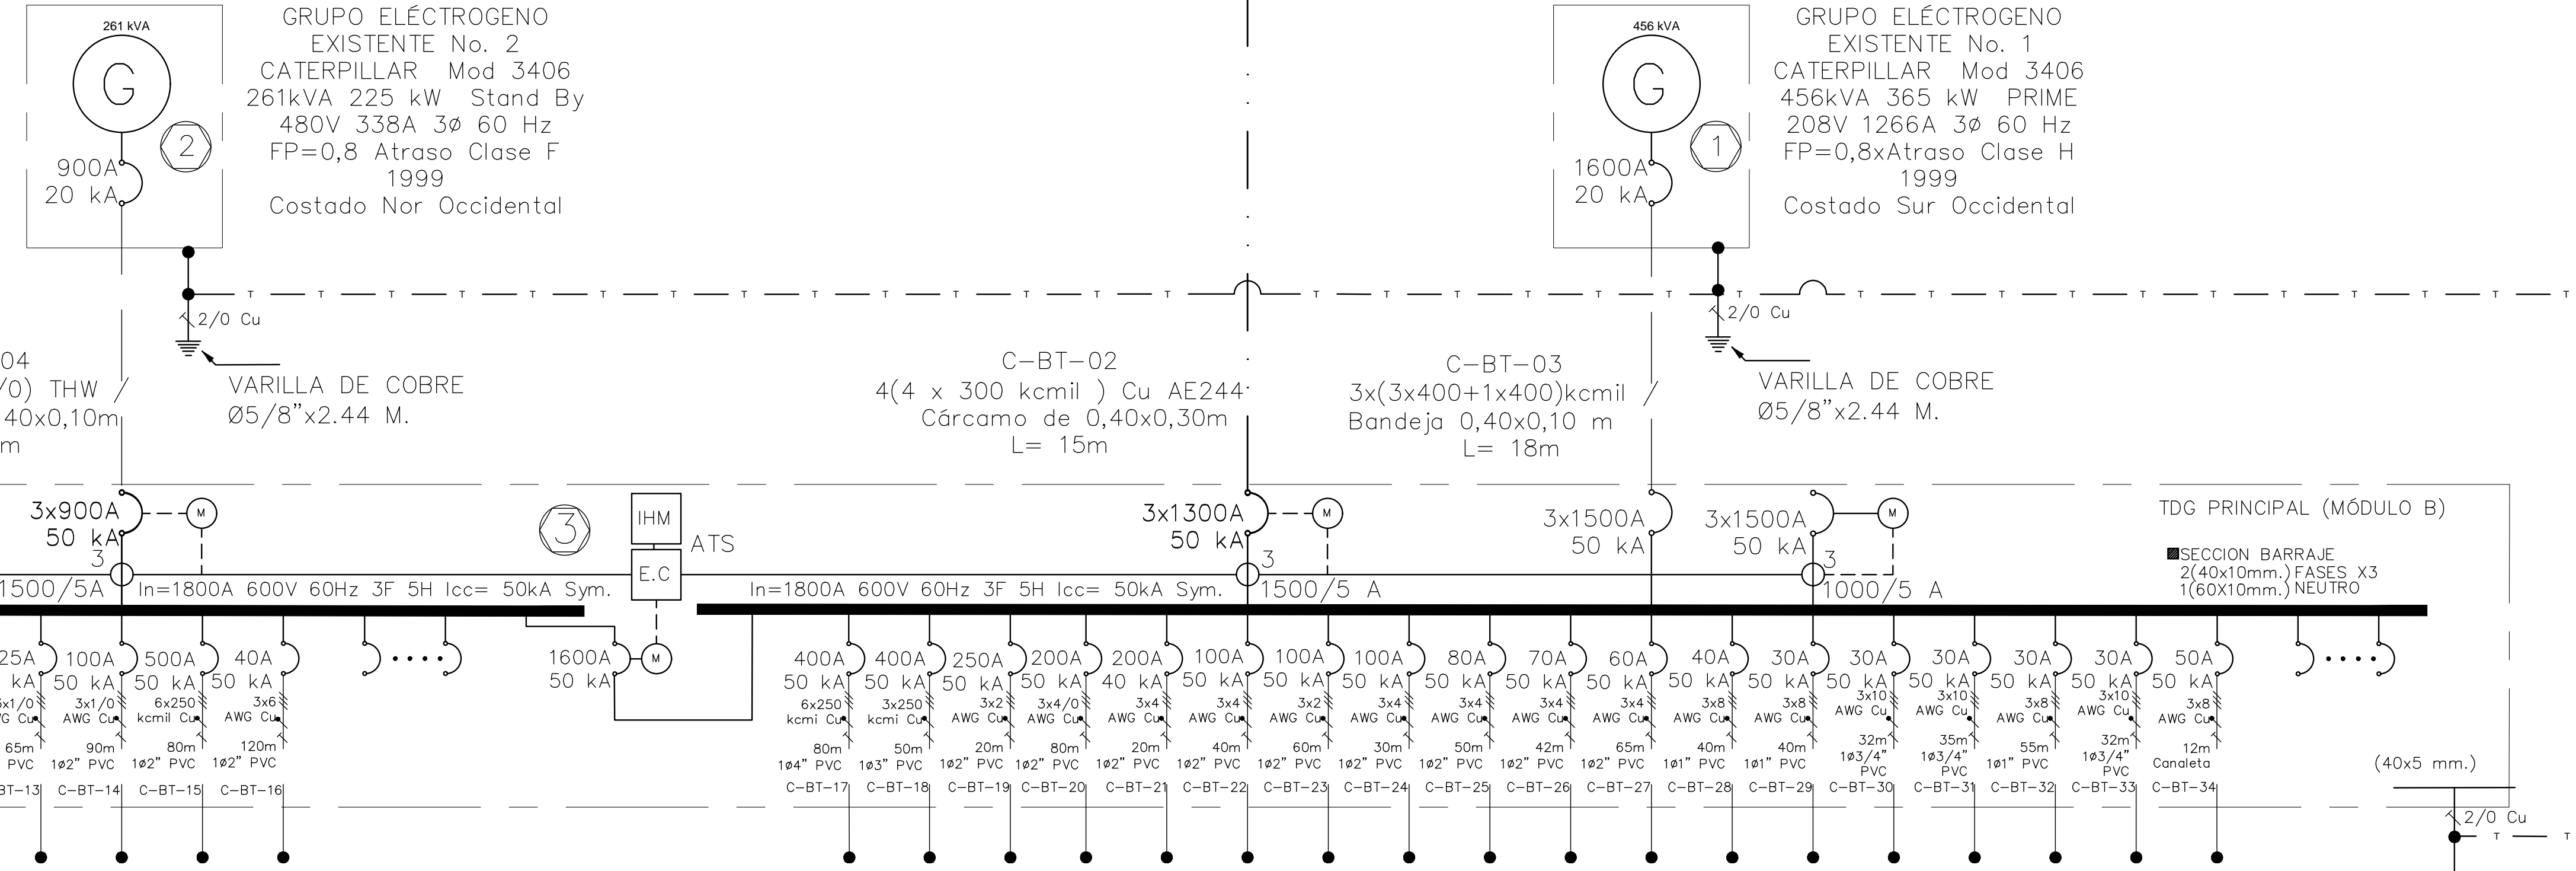 261 kVA
G
2
900A
20 kA
GRUPO ELÉCTROGENO
EXISTENTE No. 2
CATERPILLAR Mod 3406
261kVA 225 kW Stand By
480V 338A 3ø 60 Hz
FP=0,8 Atraso Clase F
1999
Costado Nor Occidental
456 kVA
G
1
1600A
20 kA
GRUPO ELÉCTROGENO
EXISTENTE No. 1
CATERPILLAR Mod 3406
456kVA 365 kW PRIME
208V 1266A 3ø 60 Hz
FP=0,8xAtraso Clase H
1999
Costado Sur Occidental
T T T T T T T T T T T T T T T T T T T T T T T T T T T T T T T T T
2/0 Cu
VARILLA DE COBRE
Ø5/8"x2.44 M.
2/0 Cu
VARILLA DE COBRE
Ø5/8"x2.44 M.
04
/0) THW
40x0,10m
m
C-BT-02
4(4 x 300 kcmil ) Cu AE244
Cárcamo de 0,40x0,30m
L= 15m
C-BT-03
3x(3x400+1x400)kcmil
Bandeja 0,40x0,10 m
L= 18m
3x900A
50 kA
M
3
1500/5A
In=1800A 600V 60Hz 3F 5H Icc= 50kA Sym.
3
IHM
ATS
E.C
In=1800A 600V 60Hz 3F 5H Icc= 50kA Sym.
3x1300A
50 kA
M
3
1500/5 A
3x1500A
50 kA
3x1500A
50 kA
M
3
1000/5 A
TDG PRINCIPAL (MÓDULO B)
SECCION BARRAJE
2(40x10mm.) FASES X3
1(60X10mm.) NEUTRO
25A
kA
x1/0
G Cu
65m
PVC
BT-13
100A
50 kA
3x1/0
AWG Cu
90m
1ø2" PVC
C-BT-14
500A
50 kA
6x250
kcmil Cu
80m
1ø2" PVC
C-BT-15
40A
50 kA
3x6
AWG Cu
120m
1ø2" PVC
C-BT-16
1600A
50 kA
M
400A
50 kA
6x250
kcmi Cu
80m
1ø4" PVC
C-BT-17
400A
50 kA
3x250
kcmi Cu
50m
1ø3" PVC
C-BT-18
250A
50 kA
3x2
AWG Cu
20m
1ø2" PVC
C-BT-19
200A
50 kA
3x4/0
AWG Cu
80m
1ø2" PVC
C-BT-20
200A
40 kA
3x4
AWG Cu
20m
1ø2" PVC
C-BT-21
100A
50 kA
3x4
AWG Cu
40m
1ø2" PVC
C-BT-22
100A
50 kA
3x2
AWG Cu
60m
1ø2" PVC
C-BT-23
100A
50 kA
3x4
AWG Cu
30m
1ø2" PVC
C-BT-24
80A
50 kA
3x4
AWG Cu
50m
1ø2" PVC
C-BT-25
70A
50 kA
3x4
AWG Cu
42m
1ø2" PVC
C-BT-26
60A
50 kA
3x4
AWG Cu
65m
1ø2" PVC
C-BT-27
40A
50 kA
3x8
AWG Cu
40m
1ø1" PVC
C-BT-28
30A
50 kA
3x8
AWG Cu
40m
1ø1" PVC
C-BT-29
30A
50 kA
3x10
AWG Cu
32m
1ø3/4"
PVC
C-BT-30
30A
50 kA
3x10
AWG Cu
35m
1ø3/4"
PVC
C-BT-31
30A
50 kA
3x8
AWG Cu
55m
1ø1" PVC
C-BT-32
30A
50 kA
3x10
AWG Cu
32m
1ø3/4"
PVC
C-BT-33
50A
50 kA
3x8
AWG Cu
12m
Canaleta
C-BT-34
(40x5 mm.)
2/0 Cu
T T